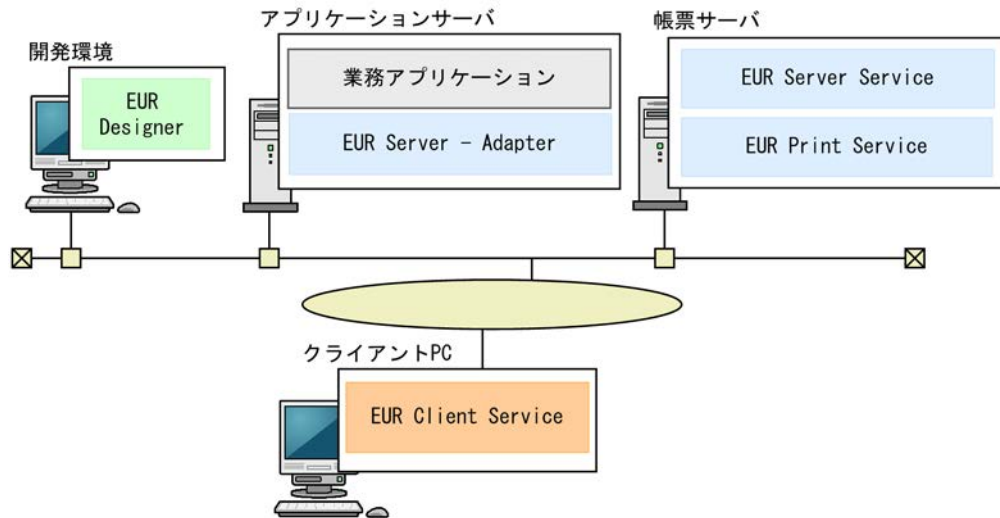 アプリケーションサーバ
帳票サーバ
開発環境
EUR
Designer
業務アプリケーション
EUR Server − Adapter
EUR Server Service
EUR Print Service
クライアントPC
EUR Client Service